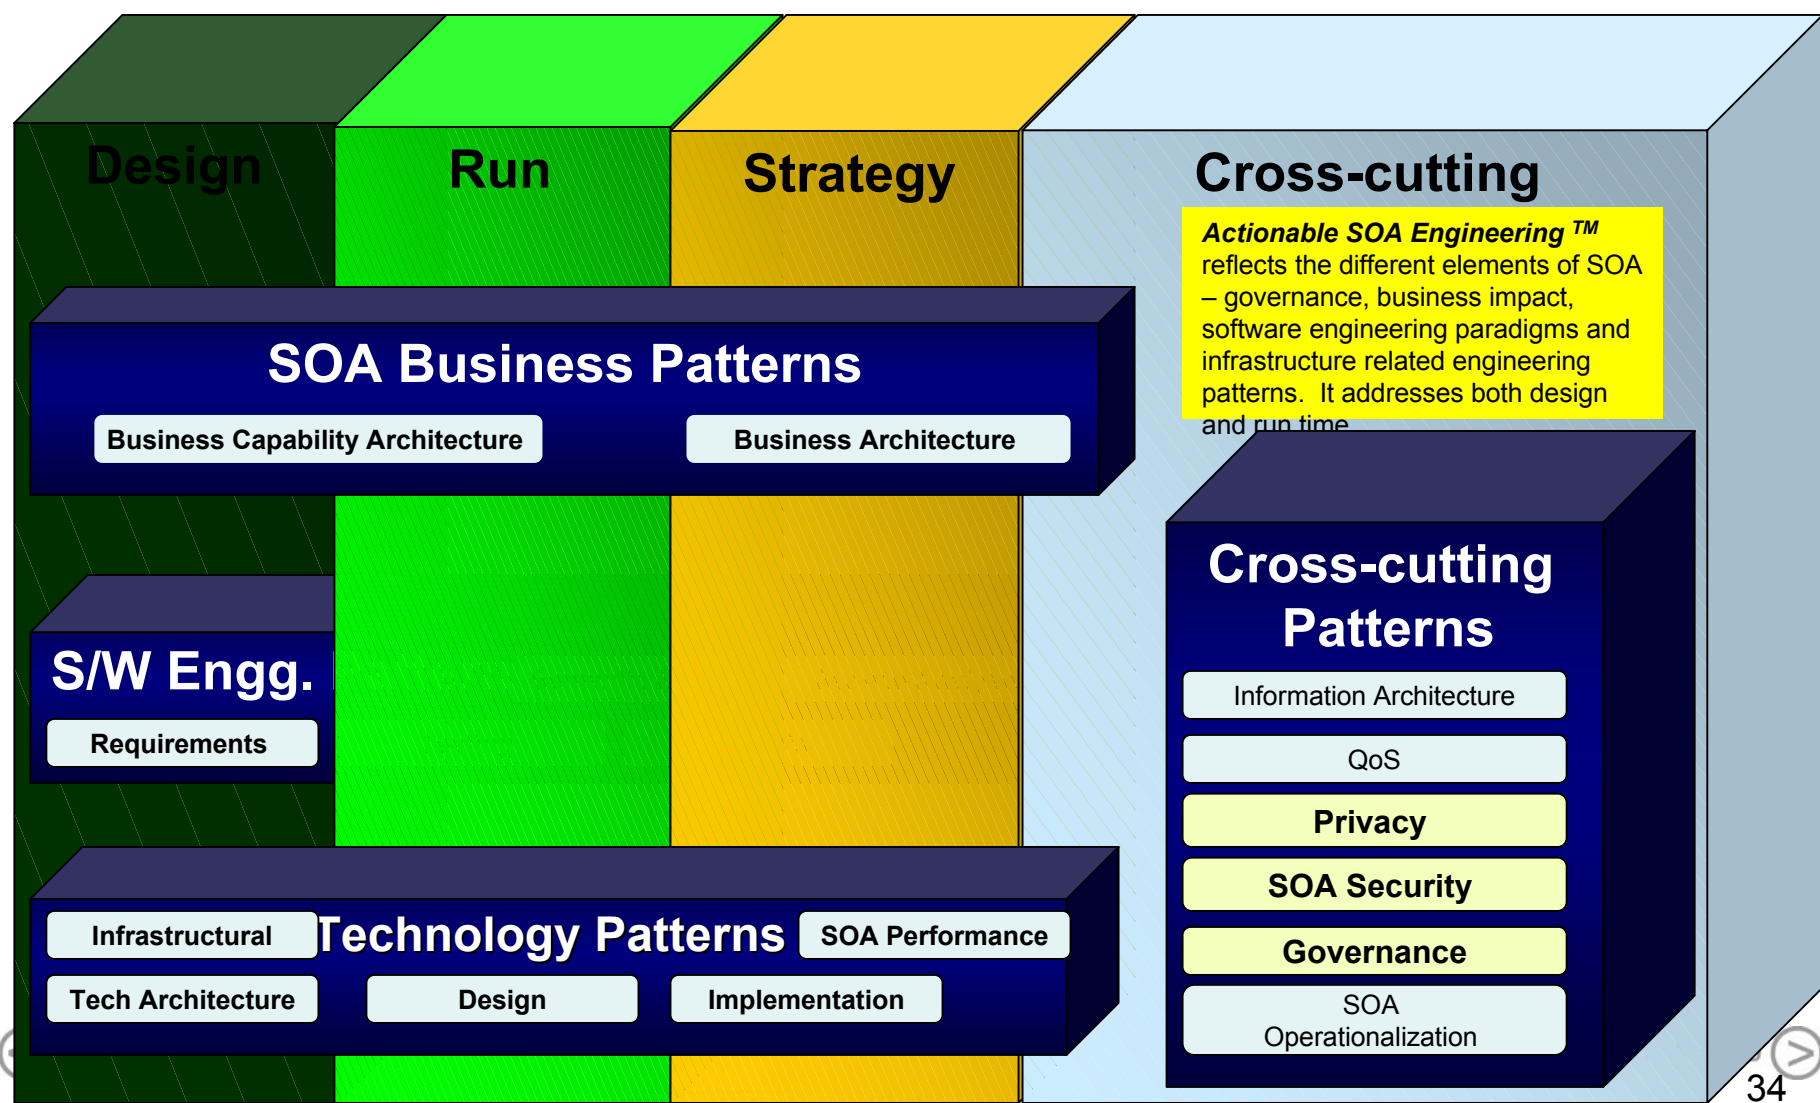 Design
Run
Strategy
Cross-cutting
Actionable SOA Engineering TM
reflects the different elements of SOA
– governance, business impact,
software engineering paradigms and
infrastructure related engineering
patterns. It addresses both design
and run time
SOA Business Patterns
Business Capability Architecture
Business Architecture
Cross-cutting
Patterns
Information Architecture
QoS
Privacy
SOA Security
Governance
SOA
Operationalization
S/W Engg.
Requirements
Technology Patterns
Infrastructural
SOA Performance
Tech Architecture
Design
Implementation
34